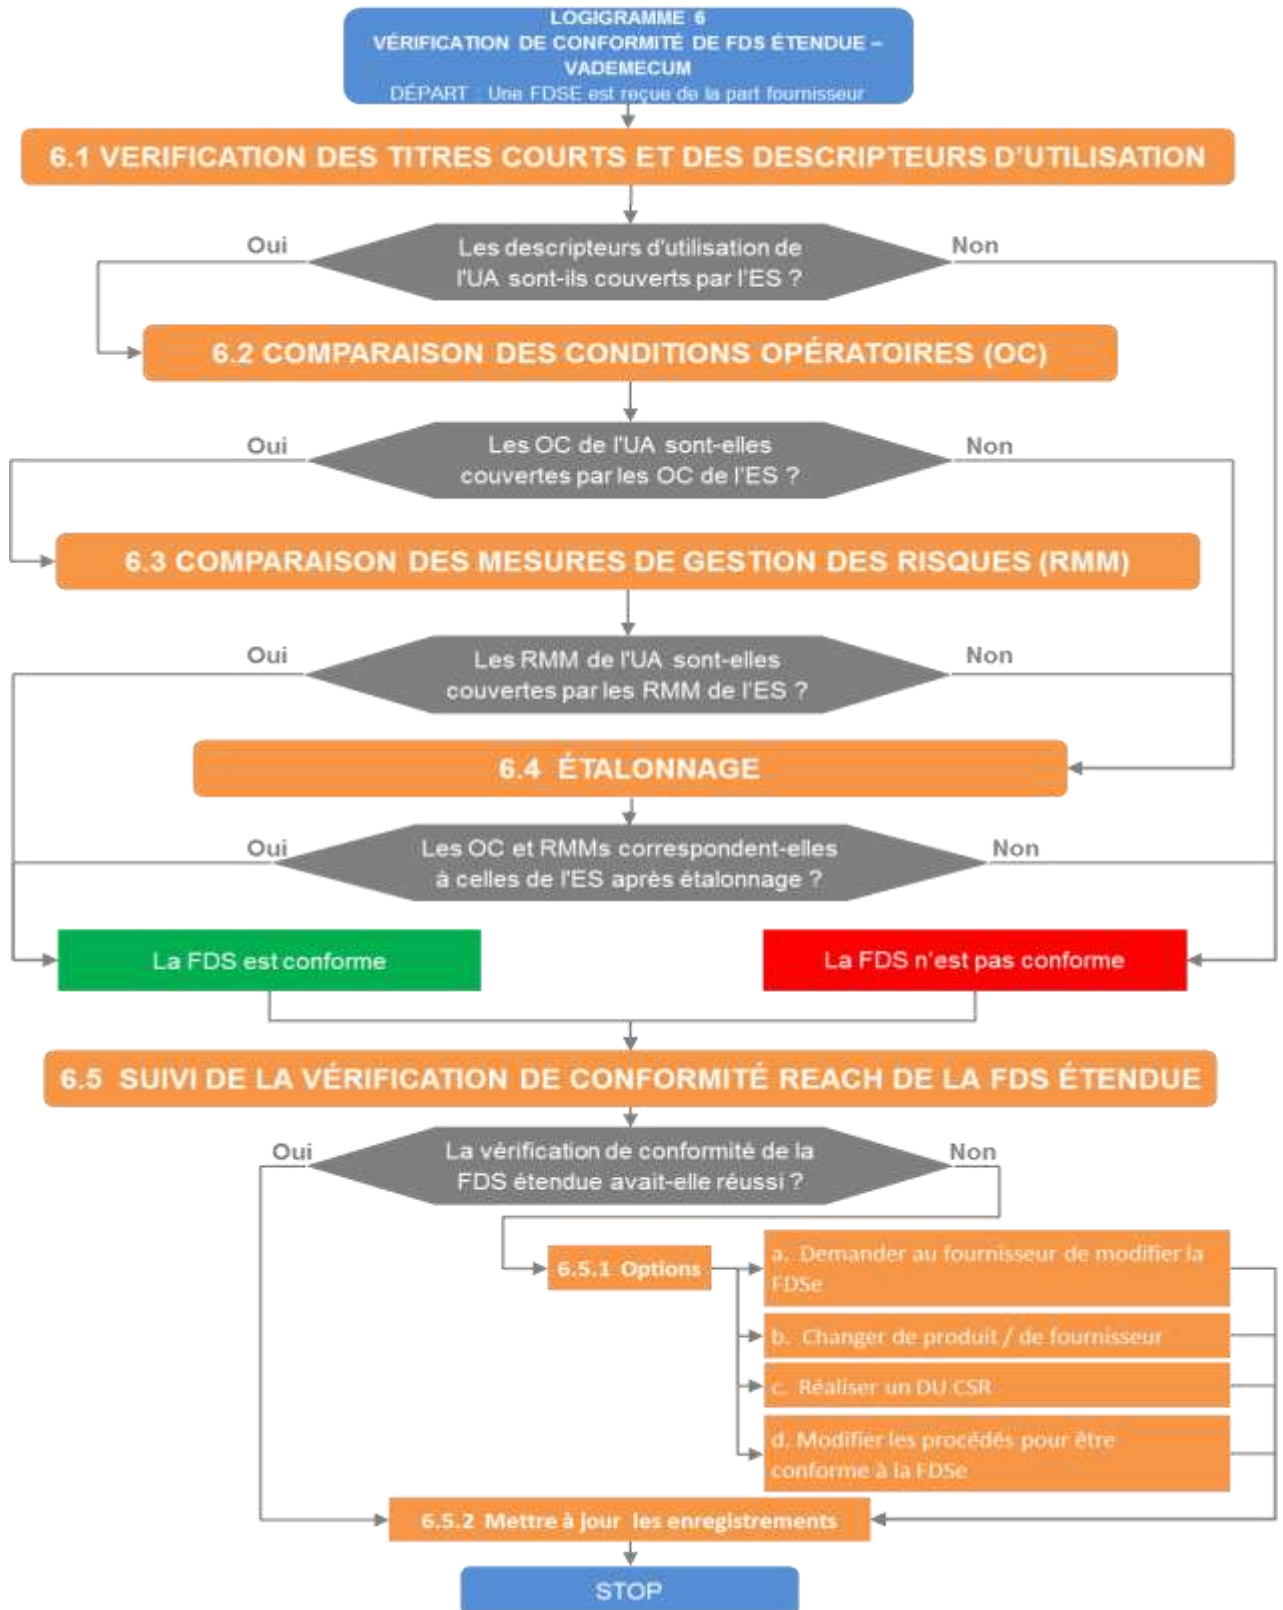 LOGIGRAMME 6
VÉRIFICATION DE CONFORMITÉ DE FDS ÉTENDUE –
VADEMECUM
DÉPART : Une FDSE est reçue de la part fournisseur
6.1 VERIFICATION DES TITRES COURTS ET DES DESCRIPTEURS D'UTILISATION
Oui
Les descripteurs d'utilisation de
l'UA sont-ils couverts par l'ES ?
Non
6.2 COMPARAISON DES CONDITIONS OPÉRATOIRES (OC)
Oui
Les OC de l'UA sont-elles
couvertes par les OC de l'ES ?
Non
6.3 COMPARAISON DES MESURES DE GESTION DES RISQUES (RMM)
Oui
Les RMM de l'UA sont-elles
couvertes par les RMM de l'ES ?
Non
6.4 ÉTALONNAGE
Oui
Les OC et RMMs correspondent-elles
à celles de l'ES après étalonnage ?
Non
La FDS est conforme
La FDS n'est pas conforme
6.5 SUIVI DE LA VÉRIFICATION DE CONFORMITÉ REACH DE LA FDS ÉTENDUE
Oui
La vérification de conformité de la
FDS étendue avait-elle réussi ?
Non
6.5.1 Options
a. Demander au fournisseur de modifier la
FDSe
b. Changer de produit / de fournisseur
c. Réaliser un DU CSR
d. Modifier les procédés pour être
conforme à la FDSe
6.5.2 Mettre à jour les enregistrements
STOP